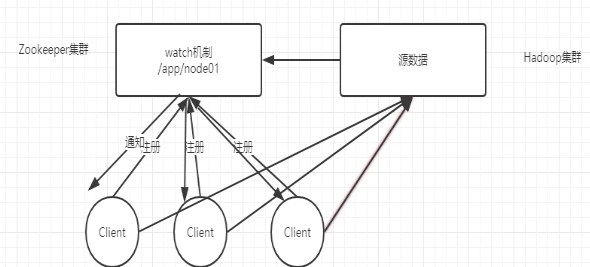 Zookeeper集群
watch机制
/app/node01
源数据
Hadoop集群
通知
注册
注册
注册
Client
Client
Client